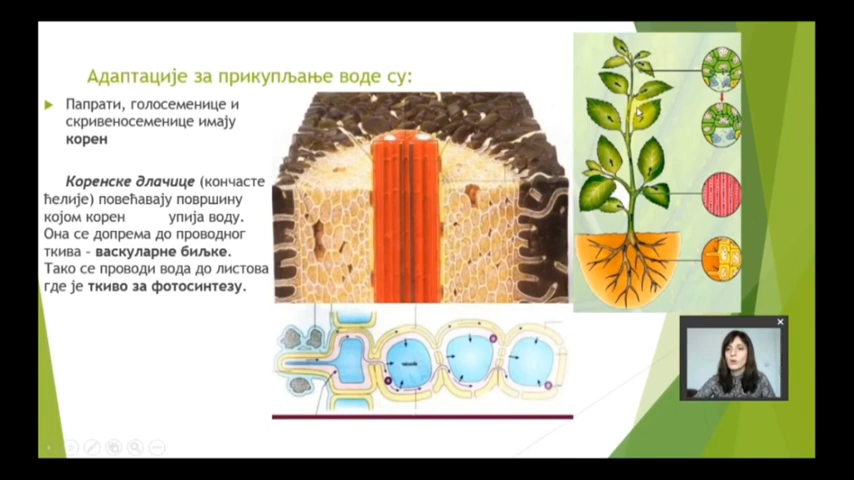 Адаптације за прикупљање воде су:
Папрати, голосеменице и
скривеносеменице имају
корен
Коренске длачице (кончасте
ћелије) повећавају површину
којом корен упија воду.
Она се допрема до проводног
ткива – васкуларне биљке.
Тако се проводи вода до листова
где је ткиво за фотосинтезу.